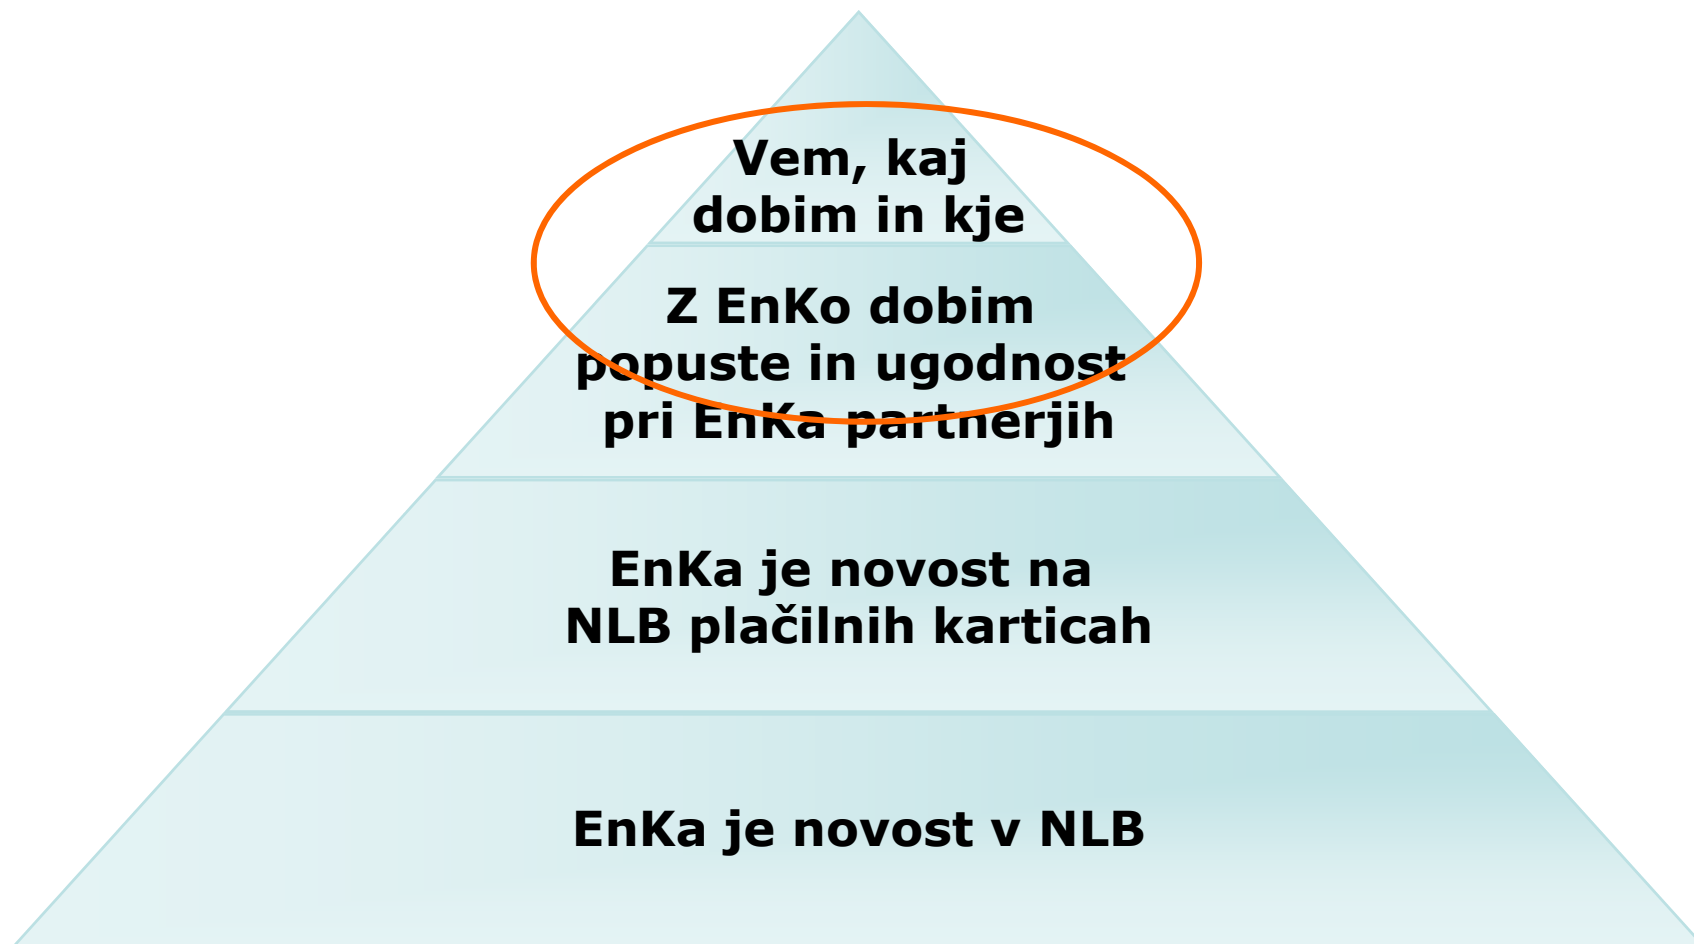 Vem, kaj
dobim in kje
Z EnKo dobim
popuste in ugodnost
pri EnKa partnerjih
EnKa je novost na
NLB plačilnih karticah
EnKa je novost v NLB